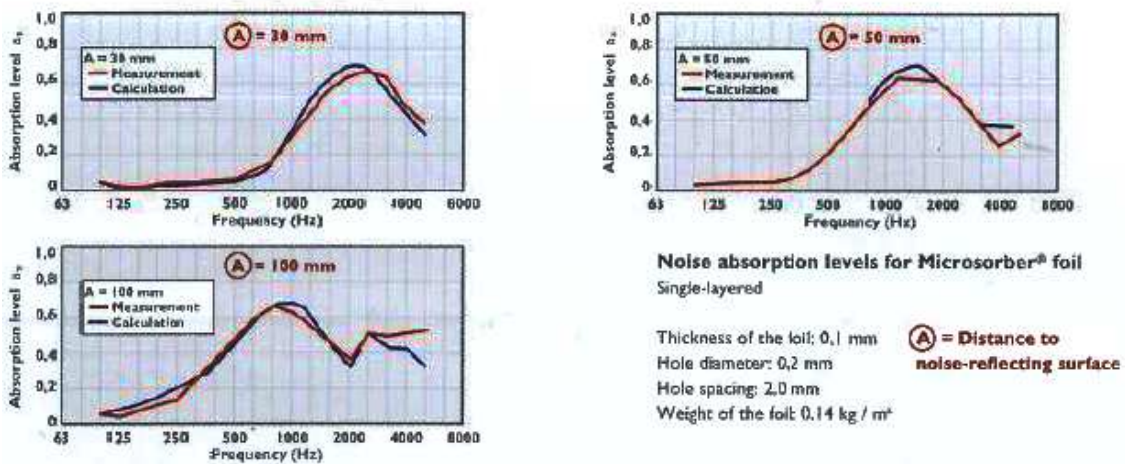 1,0
0,8
0,6
0,4
0,2
0
Absorption level
A = 30 mm
A = 30 mm
Measurement
Calculation
63 125 250 500 1000 2000 4000 8000
Frequency (Hz)
1,0
0,8
0,6
0,4
0,2
0
Absorption level
A = 50 mm
A = 50 mm
Measurement
Calculation
63 125 250 500 1000 2000 4000 8000
Frequency (Hz)
1,0
0,8
0,6
0,4
0,2
0
Absorption level
A = 100 mm
A = 100 mm
Measurement
Calculation
63 125 250 500 1000 2000 4000 8000
Frequency (Hz)
Noise absorption levels for Microsorber® foil
Single-layered
Thickness of the foil: 0,1 mm
Hole diameter: 0,2 mm
Hole spacing: 2,0 mm
Weight of the foil: 0.14 kg / m²
A = Distance to
noise-reflecting surface